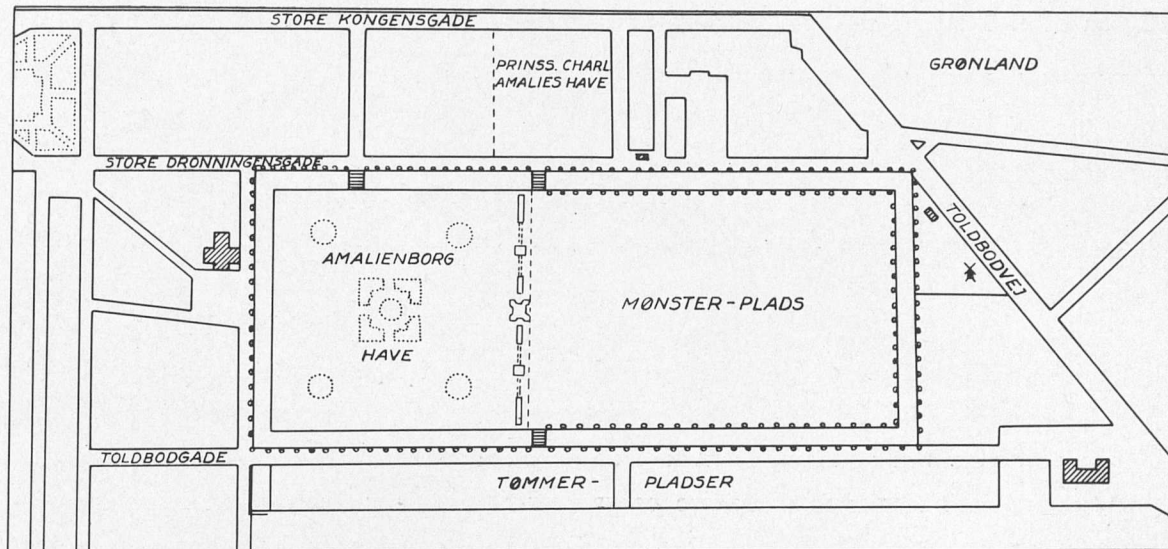 STORE KONGENSGADE
PRINSS. CHARL
AMALIES HAVE
GRØNLAND
STORE DRONNINGENSGADE
TOLDBODVEJ
AMALIENBORG
MØNSTER-PLADS
HAVE
TOLDBODGADE
TØMMER- PLADSER